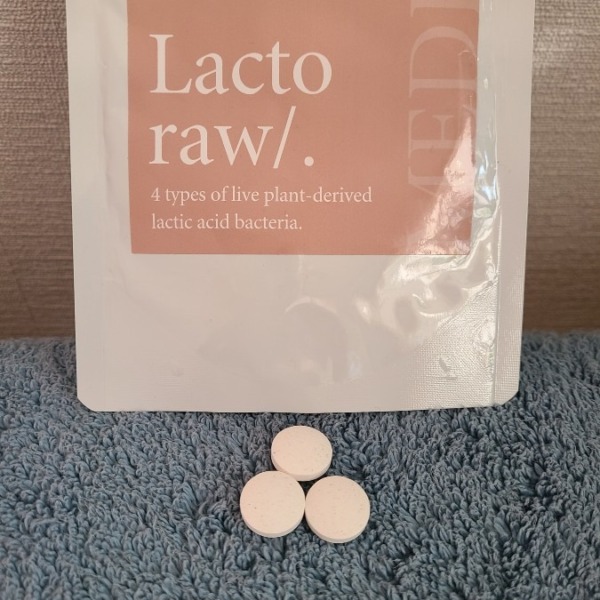 Lacto
raw/.
4 types of live plant-derived
lactic acid bacteria.